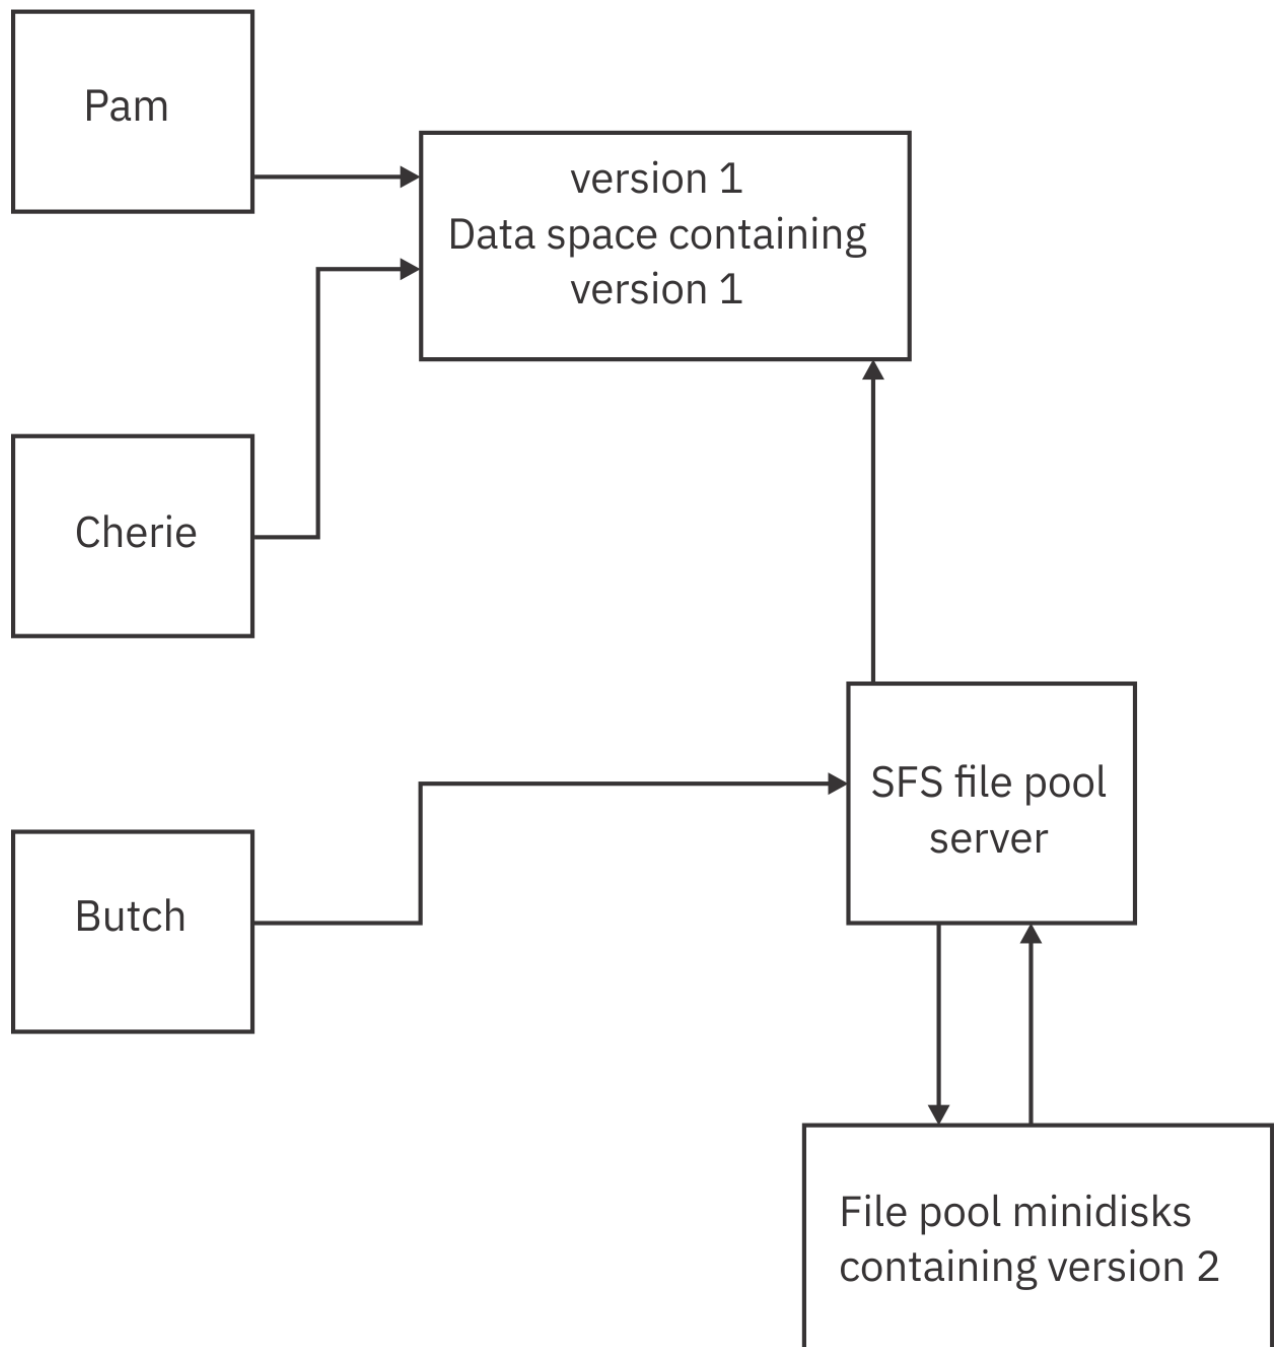 Pam
version 1
Data space containing
version 1
Cherie
SFS file pool
server
Butch
File pool minidisks
containing version 2